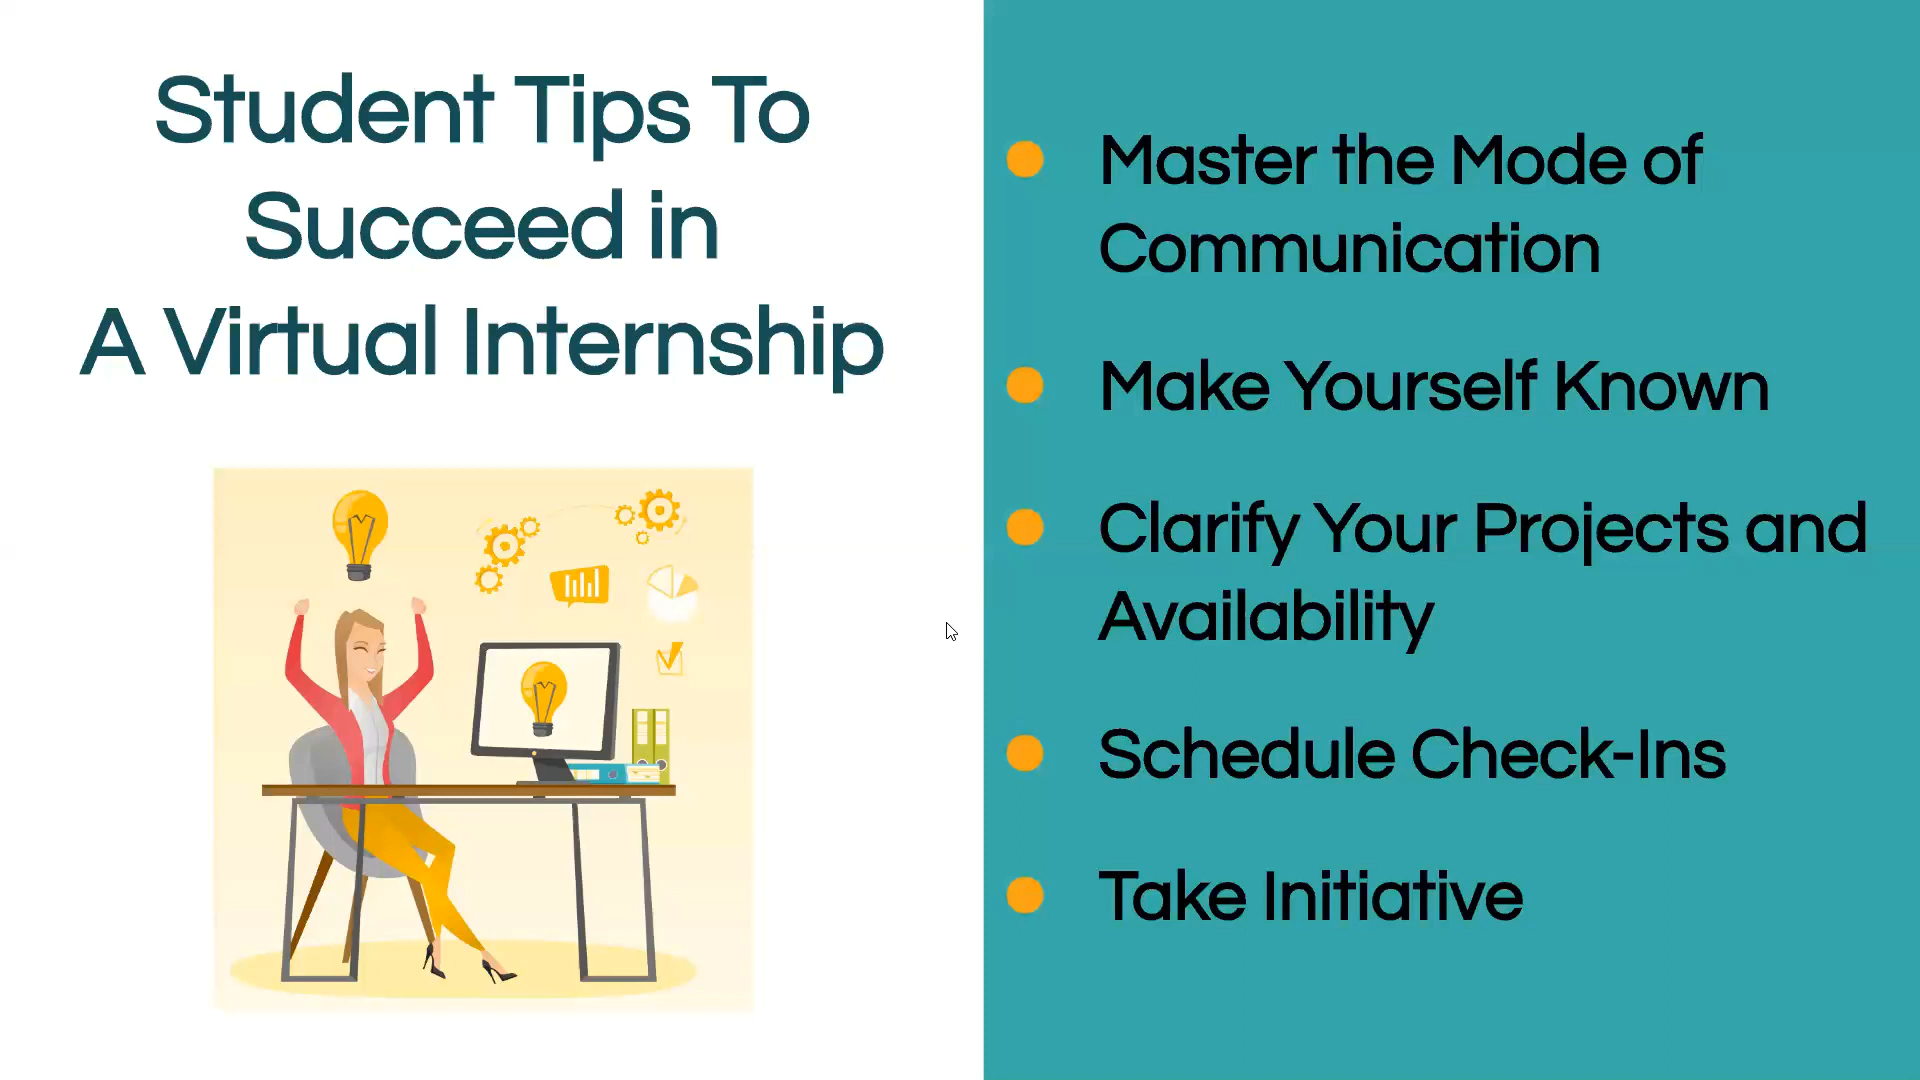 Student Tips To
Succeed in
A Virtual Internship
Master the Mode of
Communication
Make Yourself Known
Clarify Your Projects and
Availability
Schedule Check-Ins
Take Initiative